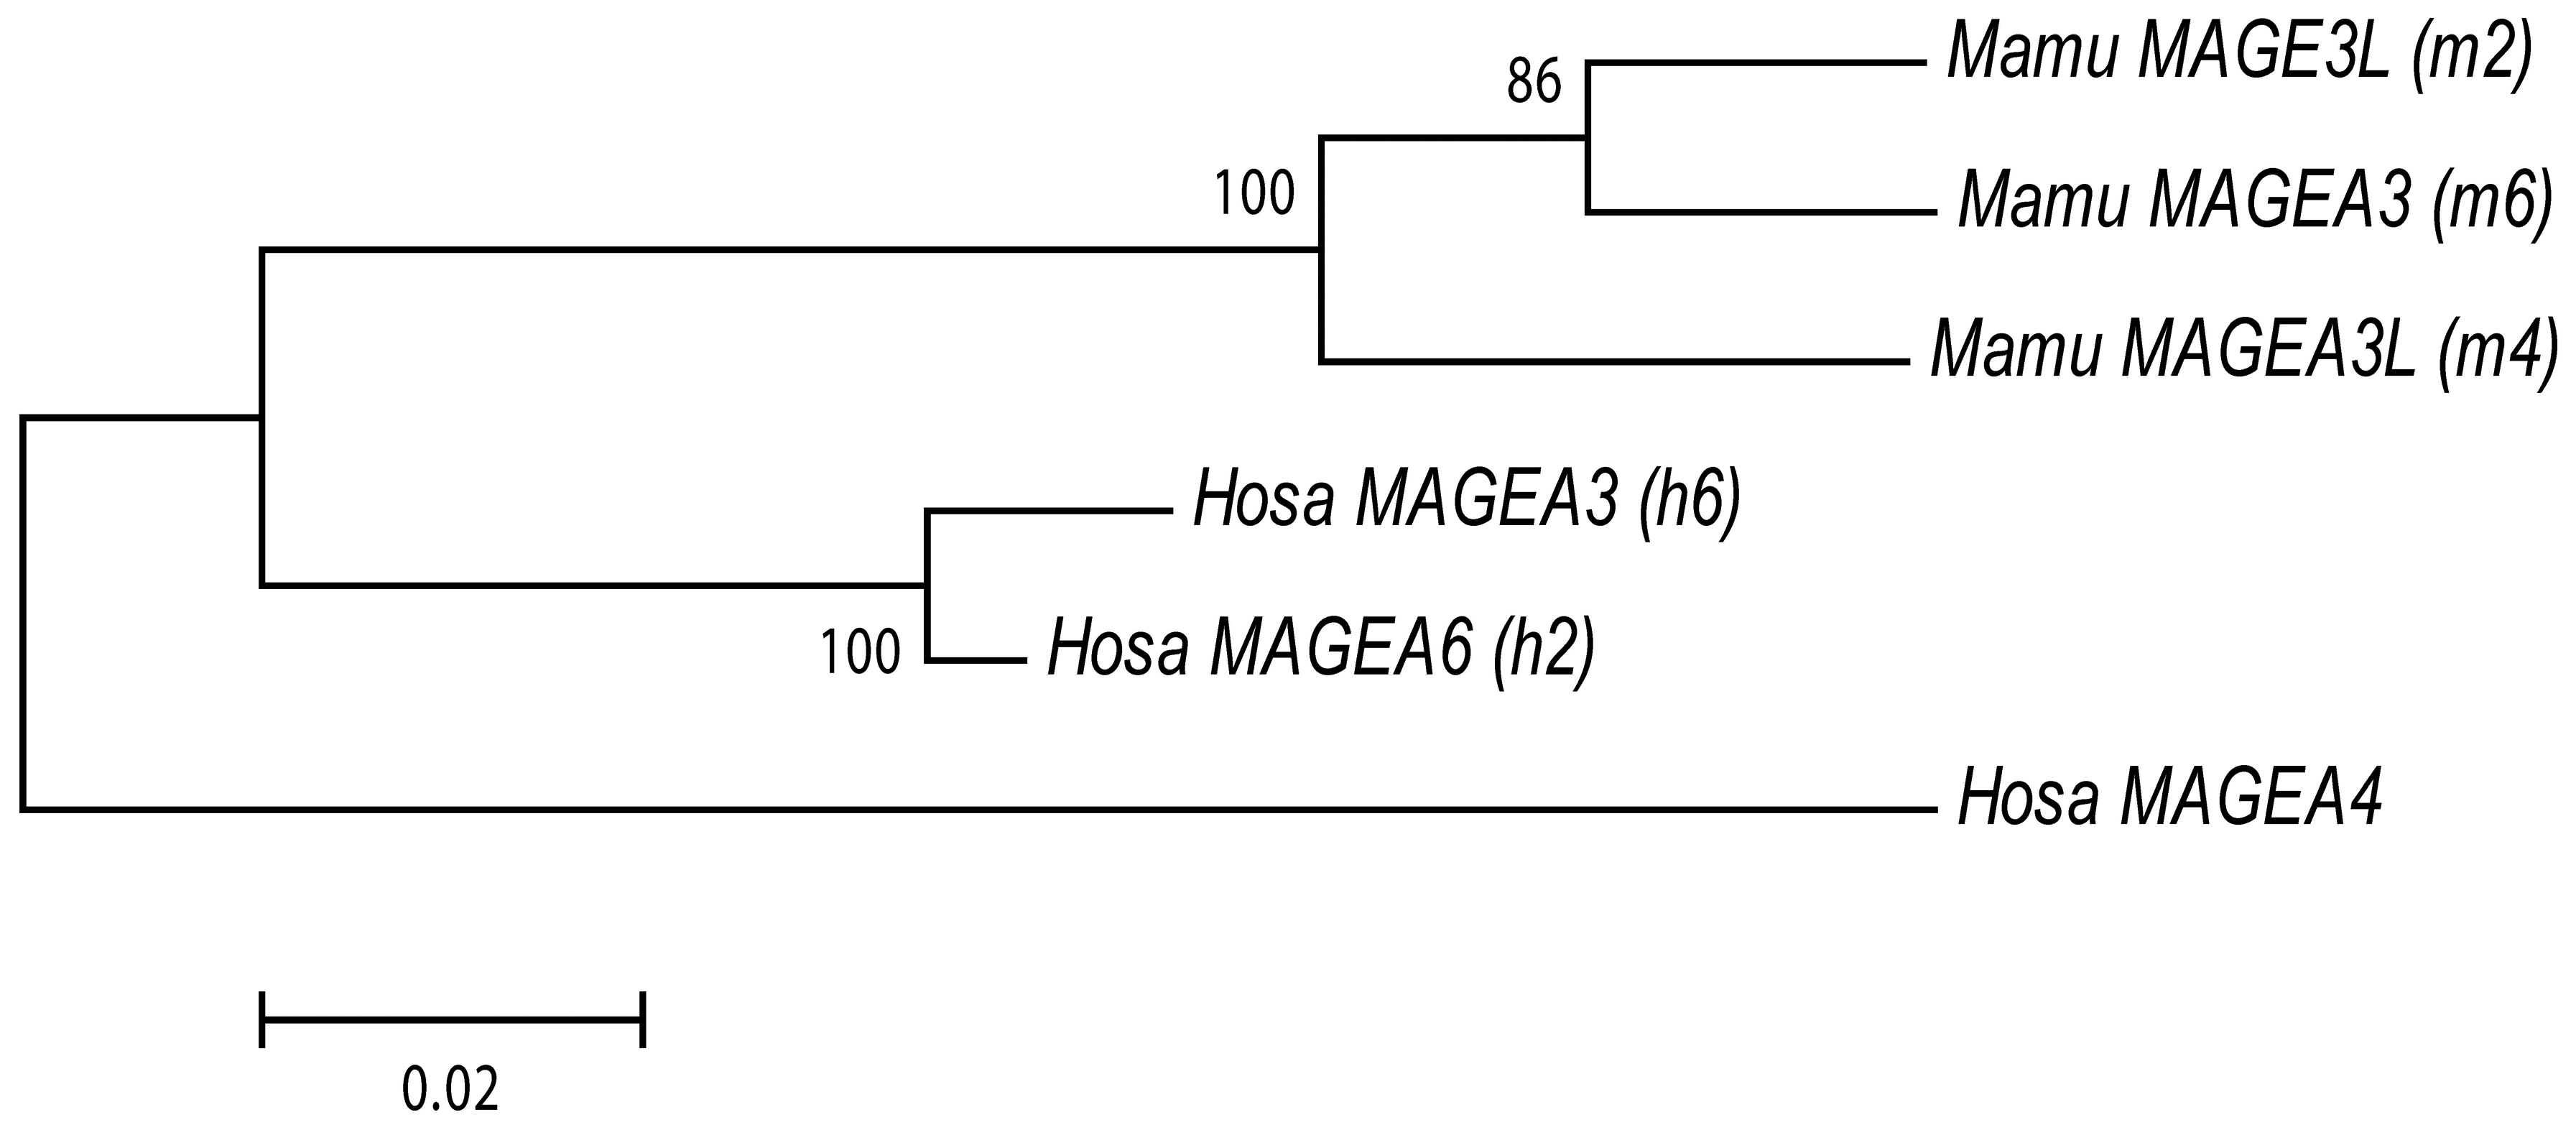 Mamu MAGE3L (m2)
86
Mamu MAGEA3 (m6)
100
Mamu MAGEA3L (m4)
Hosa MAGEA3 (h6)
Hosa MAGEA6 (h2)
100
Hosa MAGEA4
0.02